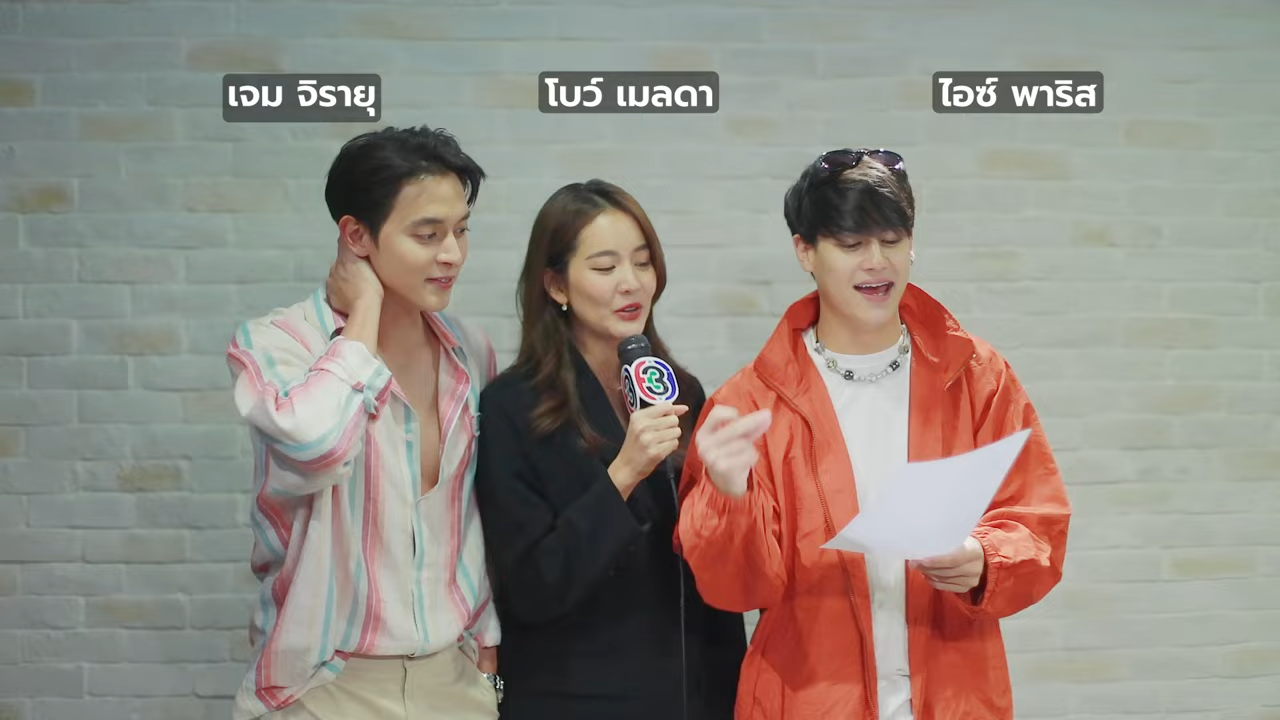 เจม จิรายุ
โบว์ เมลดา
ไอซ์ พาริส
3
3